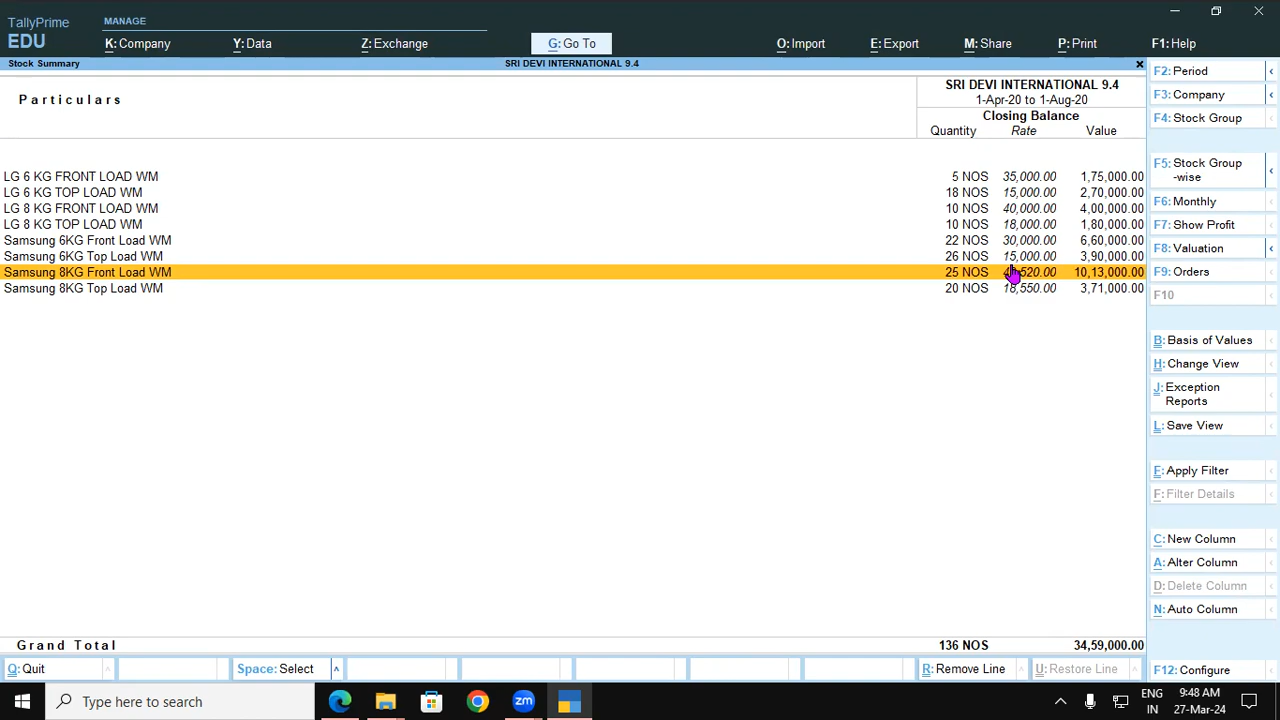 TallyPrime
EDU
MANAGE
K: Company
Y: Data
Z: Exchange
G: Go To
O: Import
E: Export
M: Share
P: Print
F1: Help
Stock Summary
SRI DEVI INTERNATIONAL 9.4
Particulars
SRI DEVI INTERNATIONAL 9.4
1-Apr-20 to 1-Aug-20
Closing Balance
Quantity Rate Value
LG 6 KG FRONT LOAD WM 5 NOS 35,000.00 1,75,000.00
LG 6 KG TOP LOAD WM 18 NOS 15,000.00 2,70,000.00
LG 8 KG FRONT LOAD WM 10 NOS 40,000.00 4,00,000.00
LG 8 KG TOP LOAD WM 10 NOS 18,000.00 1,80,000.00
Samsung 6KG Front Load WM 22 NOS 30,000.00 6,60,000.00
Samsung 6KG Top Load WM 26 NOS 15,000.00 3,90,000.00
Samsung 8KG Front Load WM 25 NOS 10,13,000.00
Samsung 8KG Top Load WM 20 NOS 18,550.00 3,71,000.00
Grand Total 136 NOS 34,59,000.00
F2: Period
F3: Company
F4: Stock Group
F5: Stock Group
-wise
F6: Monthly
F7: Show Profit
F8: Valuation
F9: Orders
F10
B: Basis of Values
H: Change View
J: Exception
Reports
L: Save View
F: Apply Filter
F: Filter Details
C: New Column
A: Alter Column
D: Delete Column
N: Auto Column
F12: Configure
Q: Quit
Space: Select
R: Remove Line
U: Restore Line
Type here to search
zm
ENG
IN
9:48 AM
27-Mar-24